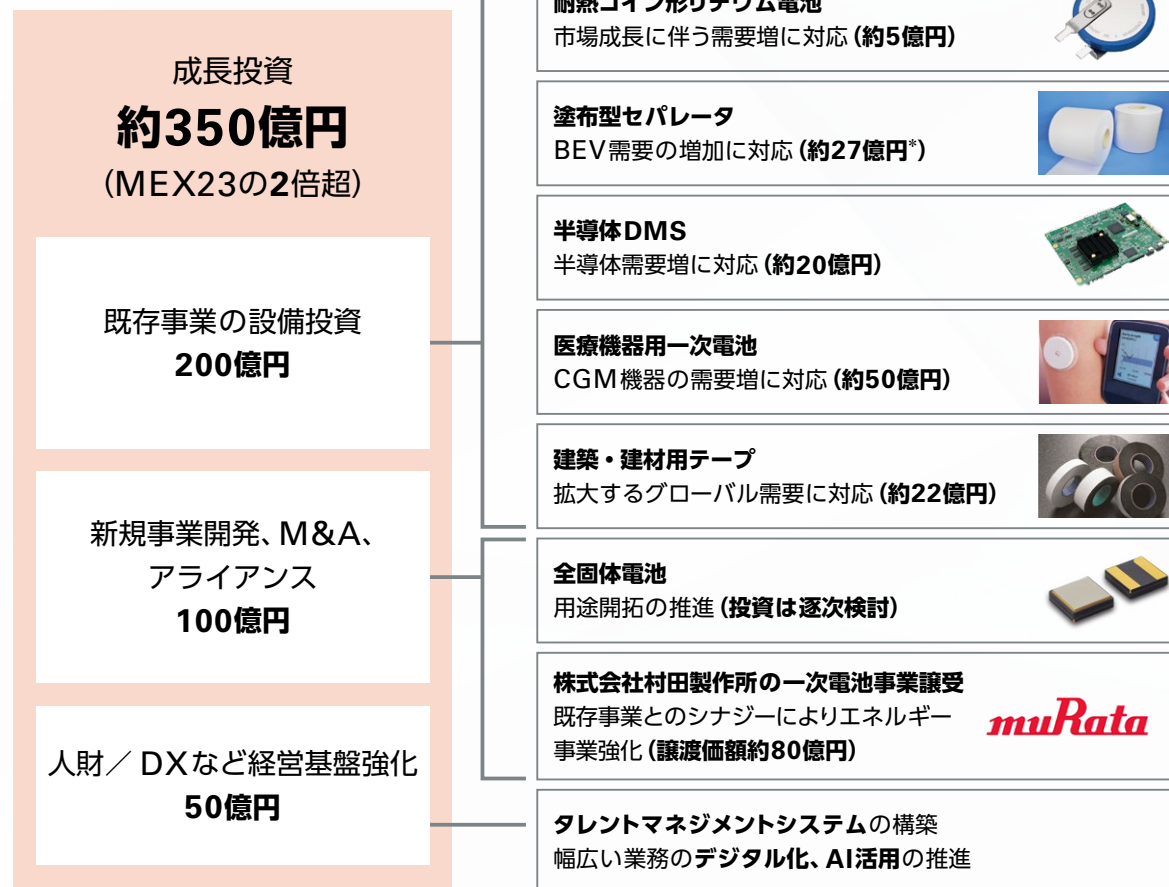 成長投資
約350億円
（MEX23の2倍超）
既存事業の設備投資
200億円
新規事業開発、M&A、
アライアンス
100億円
人財／DXなど経営基盤強化
50億円
耐熱コイン形リチウム電池
市場成長に伴う需要増に対応（約5億円）
塗布型セパレータ
BEV需要の増加に対応（約27億円*）
半導体DMS
半導体需要増に対応（約20億円）
医療機器用一次電池
CGM機器の需要増に対応（約50億円）
建築・建材用テープ
拡大するグローバル需要に対応（約22億円）
全固体電池
用途開拓の推進（投資は逐次検討）
株式会社村田製作所の一次電池事業譲受
既存事業とのシナジーによりエネルギー
事業強化（譲渡価額約80億円）
muRata
タレントマネジメントシステムの構築
幅広い業務のデジタル化、AI活用の推進